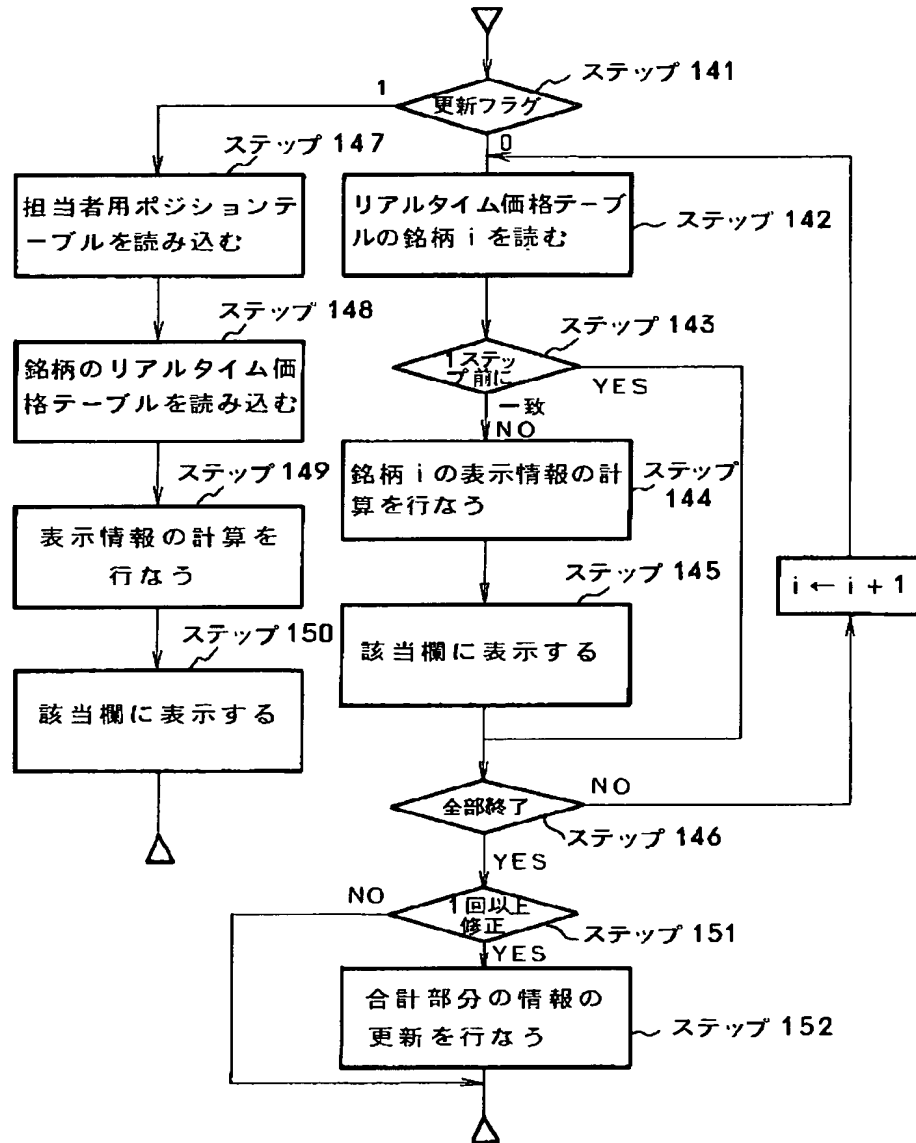 ステップ 141
更新フラグ
1
0
ステップ 147
担当者用ポジションテ
ーブルを読み込む
ステップ 148
銘柄のリアルタイム価
格テーブルを読み込む
ステップ 149
表示情報の計算を
行なう
ステップ 150
該当欄に表示する
リアルタイム価格テーブ
ルの銘柄 i を読む
ステップ 142
ステップ 143
1ステッ
プ前に
YES
一致
NO
銘柄 i の表示情報の計
算を行なう
ステップ
144
ステップ 145
該当欄に表示する
i ← i + 1
全部終了
NO
ステップ 146
YES
NO
1回以上
修正
ステップ 151
YES
合計部分の情報の
更新を行なう
ステップ 152